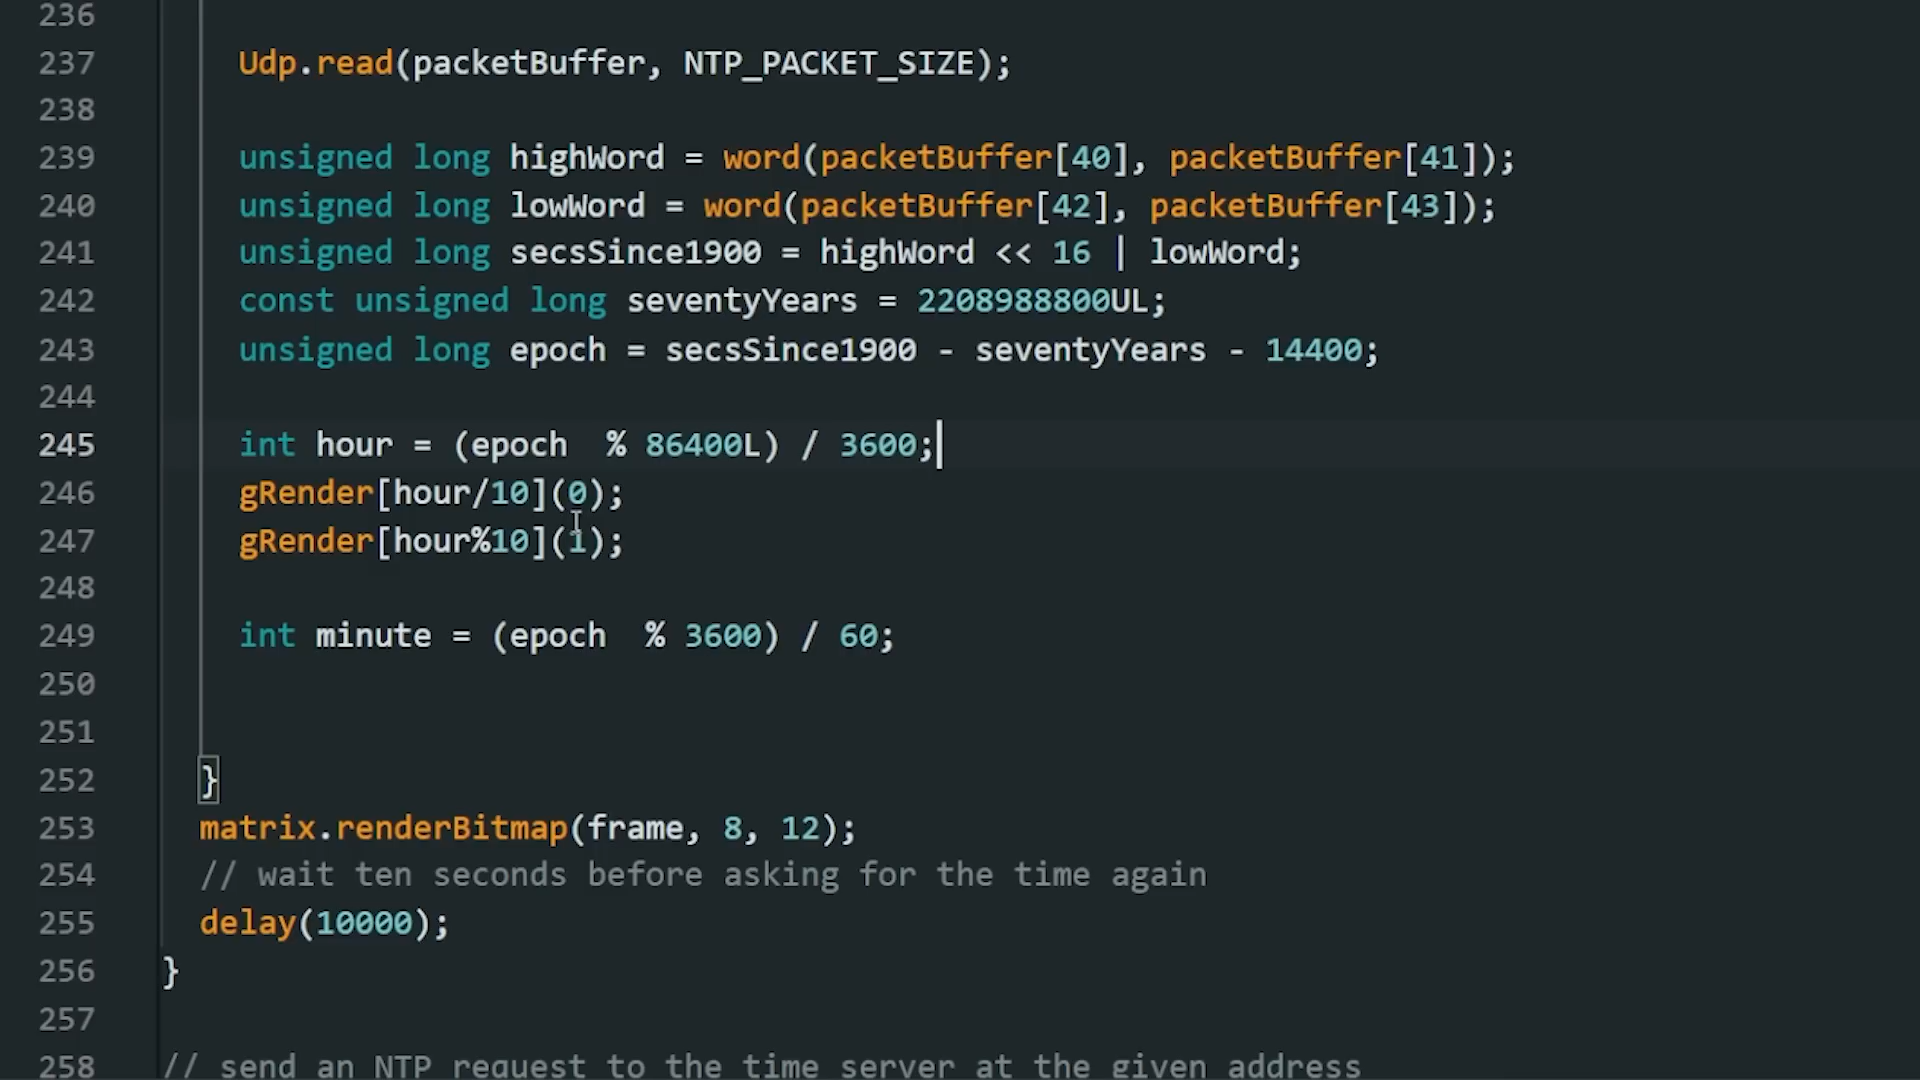 236
237 Udp.read(packetBuffer, NTP_PACKET_SIZE);
238
239 unsigned long highWord = word(packetBuffer[40], packetBuffer[41]);
240 unsigned long lowWord = word(packetBuffer[42], packetBuffer[43]);
241 unsigned long secsSince1900 = highWord << 16 | lowWord;
242 const unsigned long seventyYears = 2208988800UL;
243 unsigned long epoch = secsSince1900 - seventyYears - 14400;
244
245 int hour = (epoch  % 86400L) / 3600;
246 gRender[hour/10](0);
247 gRender[hour%10](1);
248
249 int minute = (epoch  % 3600) / 60;
250
251
252 }
253 matrix.renderBitmap(frame, 8, 12);
254 // wait ten seconds before asking for the time again
255 delay(10000);
256 }
257
258 // send an NTP request to the time server at the given address